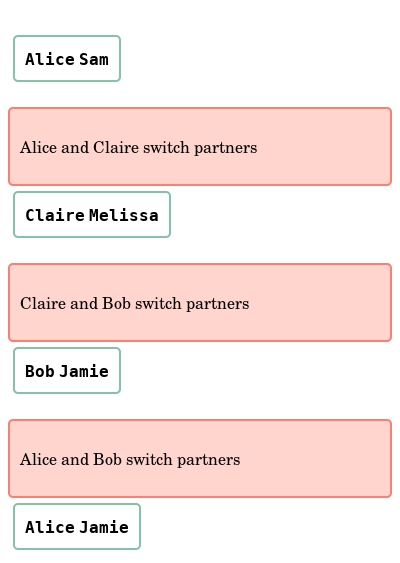 Alice Sam
Alice and Claire switch partners
Claire Melissa
Claire and Bob switch partners
Bob Jamie
Alice and Bob switch partners
Alice Jamie